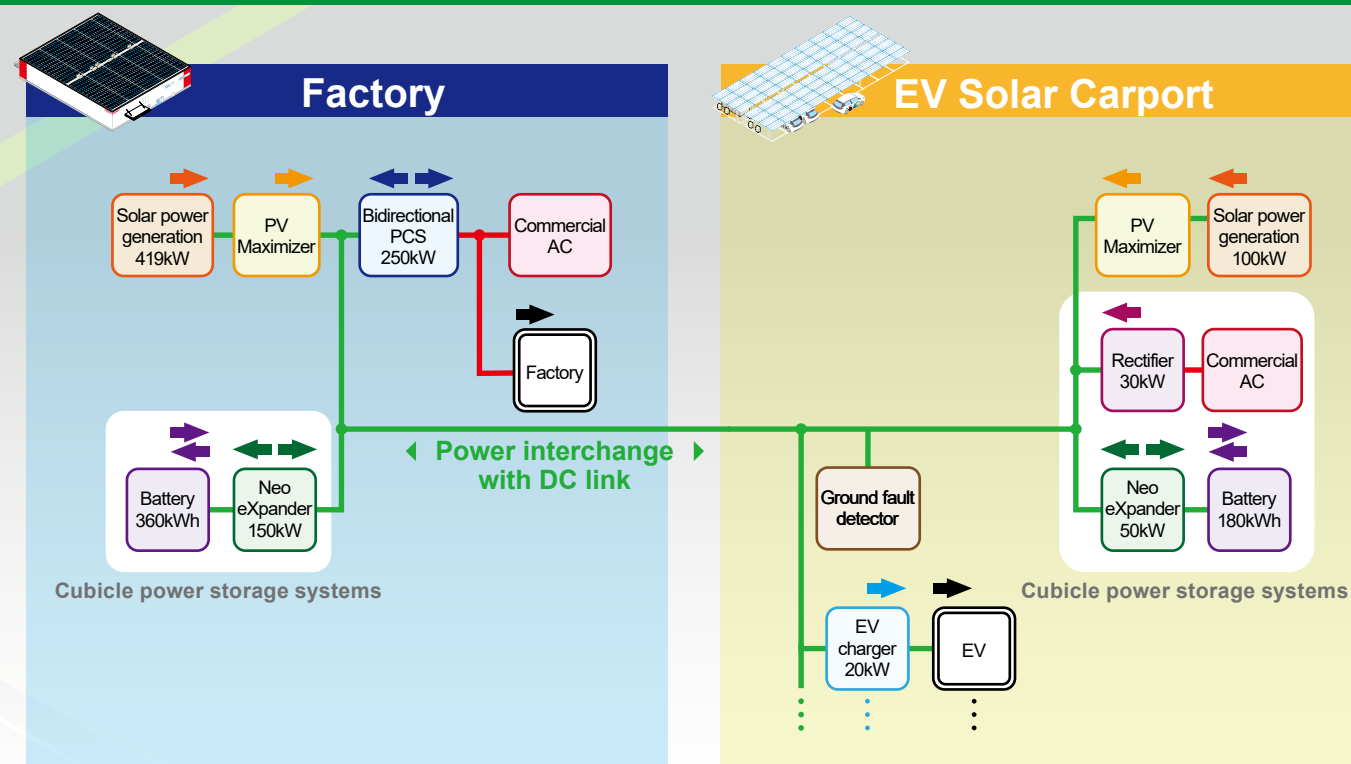 Factory
EV Solar Carport
Solar power
generation
419kW
PV
Maximizer
Bidirectional
PCS
250kW
Commercial
AC
Factory
Battery
360kWh
Neo
eXpander
150kW
Cubicle power storage systems
Power interchange
with DC link
PV
Maximizer
Solar power
generation
100kW
Rectifier
30kW
Commercial
AC
Neo
eXpander
50kW
Battery
180kWh
Cubicle power storage systems
Ground fault
detector
EV
charger
20kW
EV